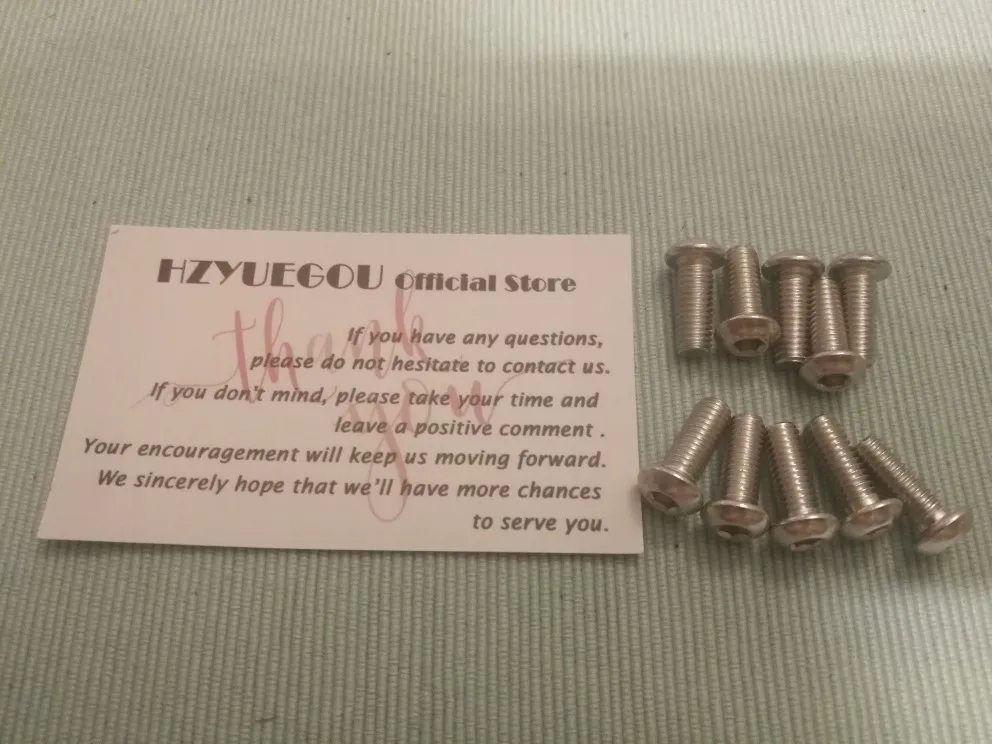 HZYUEGOU Official Store
thank
you
If you have any questions,
please do not hesitate to contact us.
If you don't mind, please take your time and
leave a positive comment .
Your encouragement will keep us moving forward.
We sincerely hope that we'll have more chances
to serve you.